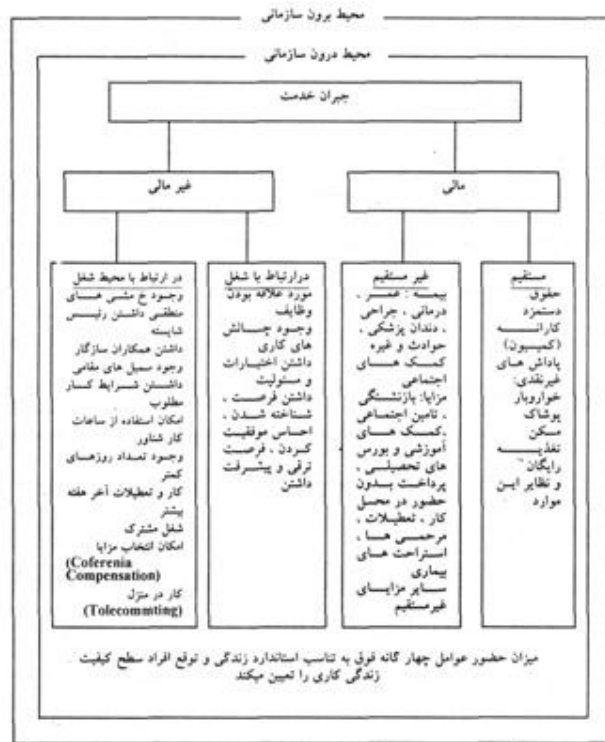 محیط برون سازمانی
محیط درون سازمانی
جبران خدمت
مالی
غیر مالی
مستقیم
حقوق
دستمزد
کارانه
(کمیسیون)
پاداش های
غیرنقدی:
خواروبار
پوشاک
مسکن
تغذیه
رایگان
و نظایر این
موارد
غیر مستقیم
بیمه : عمر ،
درمانی ، جراحی
، دندان پزشکی ،
حوادث و غیره
کمک های
اجتماعی
مزایا: بازنشستگی
، تامین اجتماعی
، کمک های
آموزشی و بورس
های تحصیلی ،
پرداخت بدون
حضور در محل
کار ، تعطیلات ،
مرخصی ها ،
استراحت های
بیماری
سایر مزایای
غیرمستقیم
درارتباط با شغل
مورد علاقه بودن
وظایف
وجود چالش
های کاری
داشتن اختیارات
و مسئولیت
داشتن فرصت ،
شناخته شدن ،
احساس موفقیت
کردن ، فرصت
ترقی و پیشرفت
داشتن
در ارتباط با محیط شغل
وجود خ مشی های
منطقی داشتن رئیس
شایسته
داشتن همکاران سازگار
وجود سمبل های مقامی
داشتن شرایط کار
مطلوب
امکان استفاده از ساعات
کار شناور
وجود تعداد روزهای
کمتر
کار و تعطیلات آخر هفته
بیشتر
شغل مشترک
امکان انتخاب مزایا
(Coferenia
Compensation)
کار در منزل
(Tolecommting)
میزان حضور عوامل چهار گانه فوق به تناسب استاندارد زندگی و توقع افراد سطح کیفیت
زندگی کاری را تعیین میکند